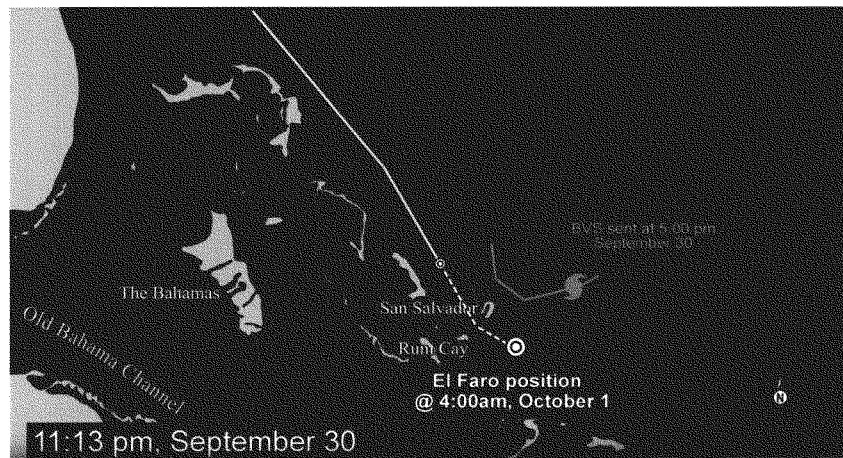 BVS sent at 5:00 pm
September 30
The Bahamas
San Salvador
Old Bahama Channel
Rum Cay
El Faro position
@ 4:00am, October 1
N
11:13 pm, September 30